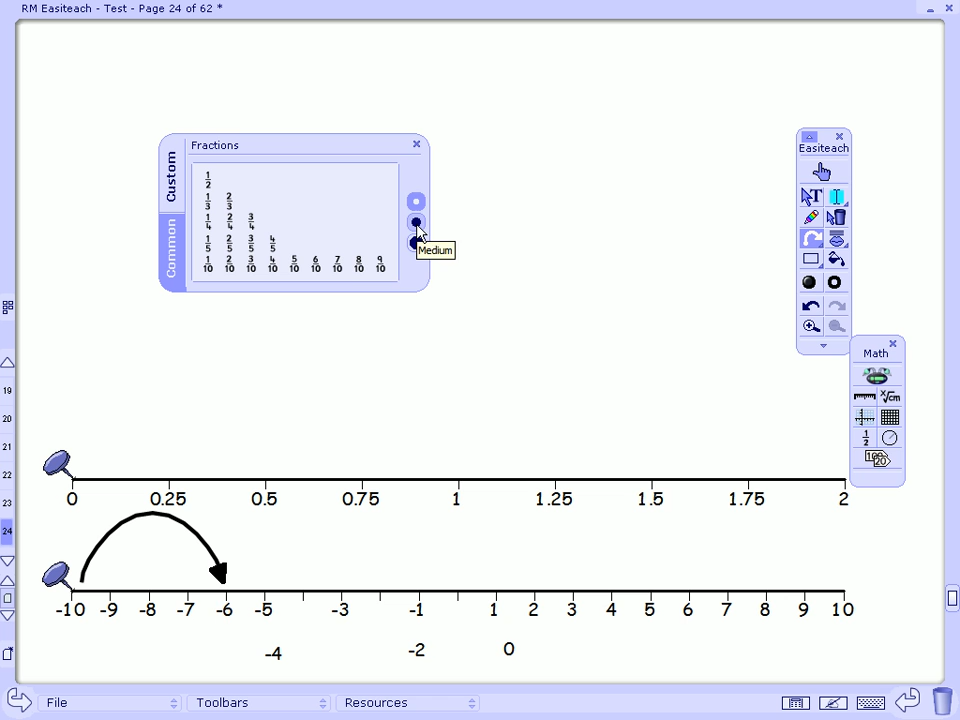 RM Easiteach - Test - Page 24 of 62 *
Fractions
Custom
Common
1/2
1/3 2/3
1/4 2/4 3/4
1/5 2/5 3/5 4/5
1/10 2/10 3/10 4/10 5/10 6/10 7/10 8/10 9/10
Medium
Easiteach
T
Math
√x cm
1/2
100
20
19
20
21
22
23
24
0 0.25 0.5 0.75 1 1.25 1.5 1.75 2
-10 -9 -8 -7 -6 -5 -3 -1 1 2 3 4 5 6 7 8 9 10
-4 -2 0
File Toolbars Resources